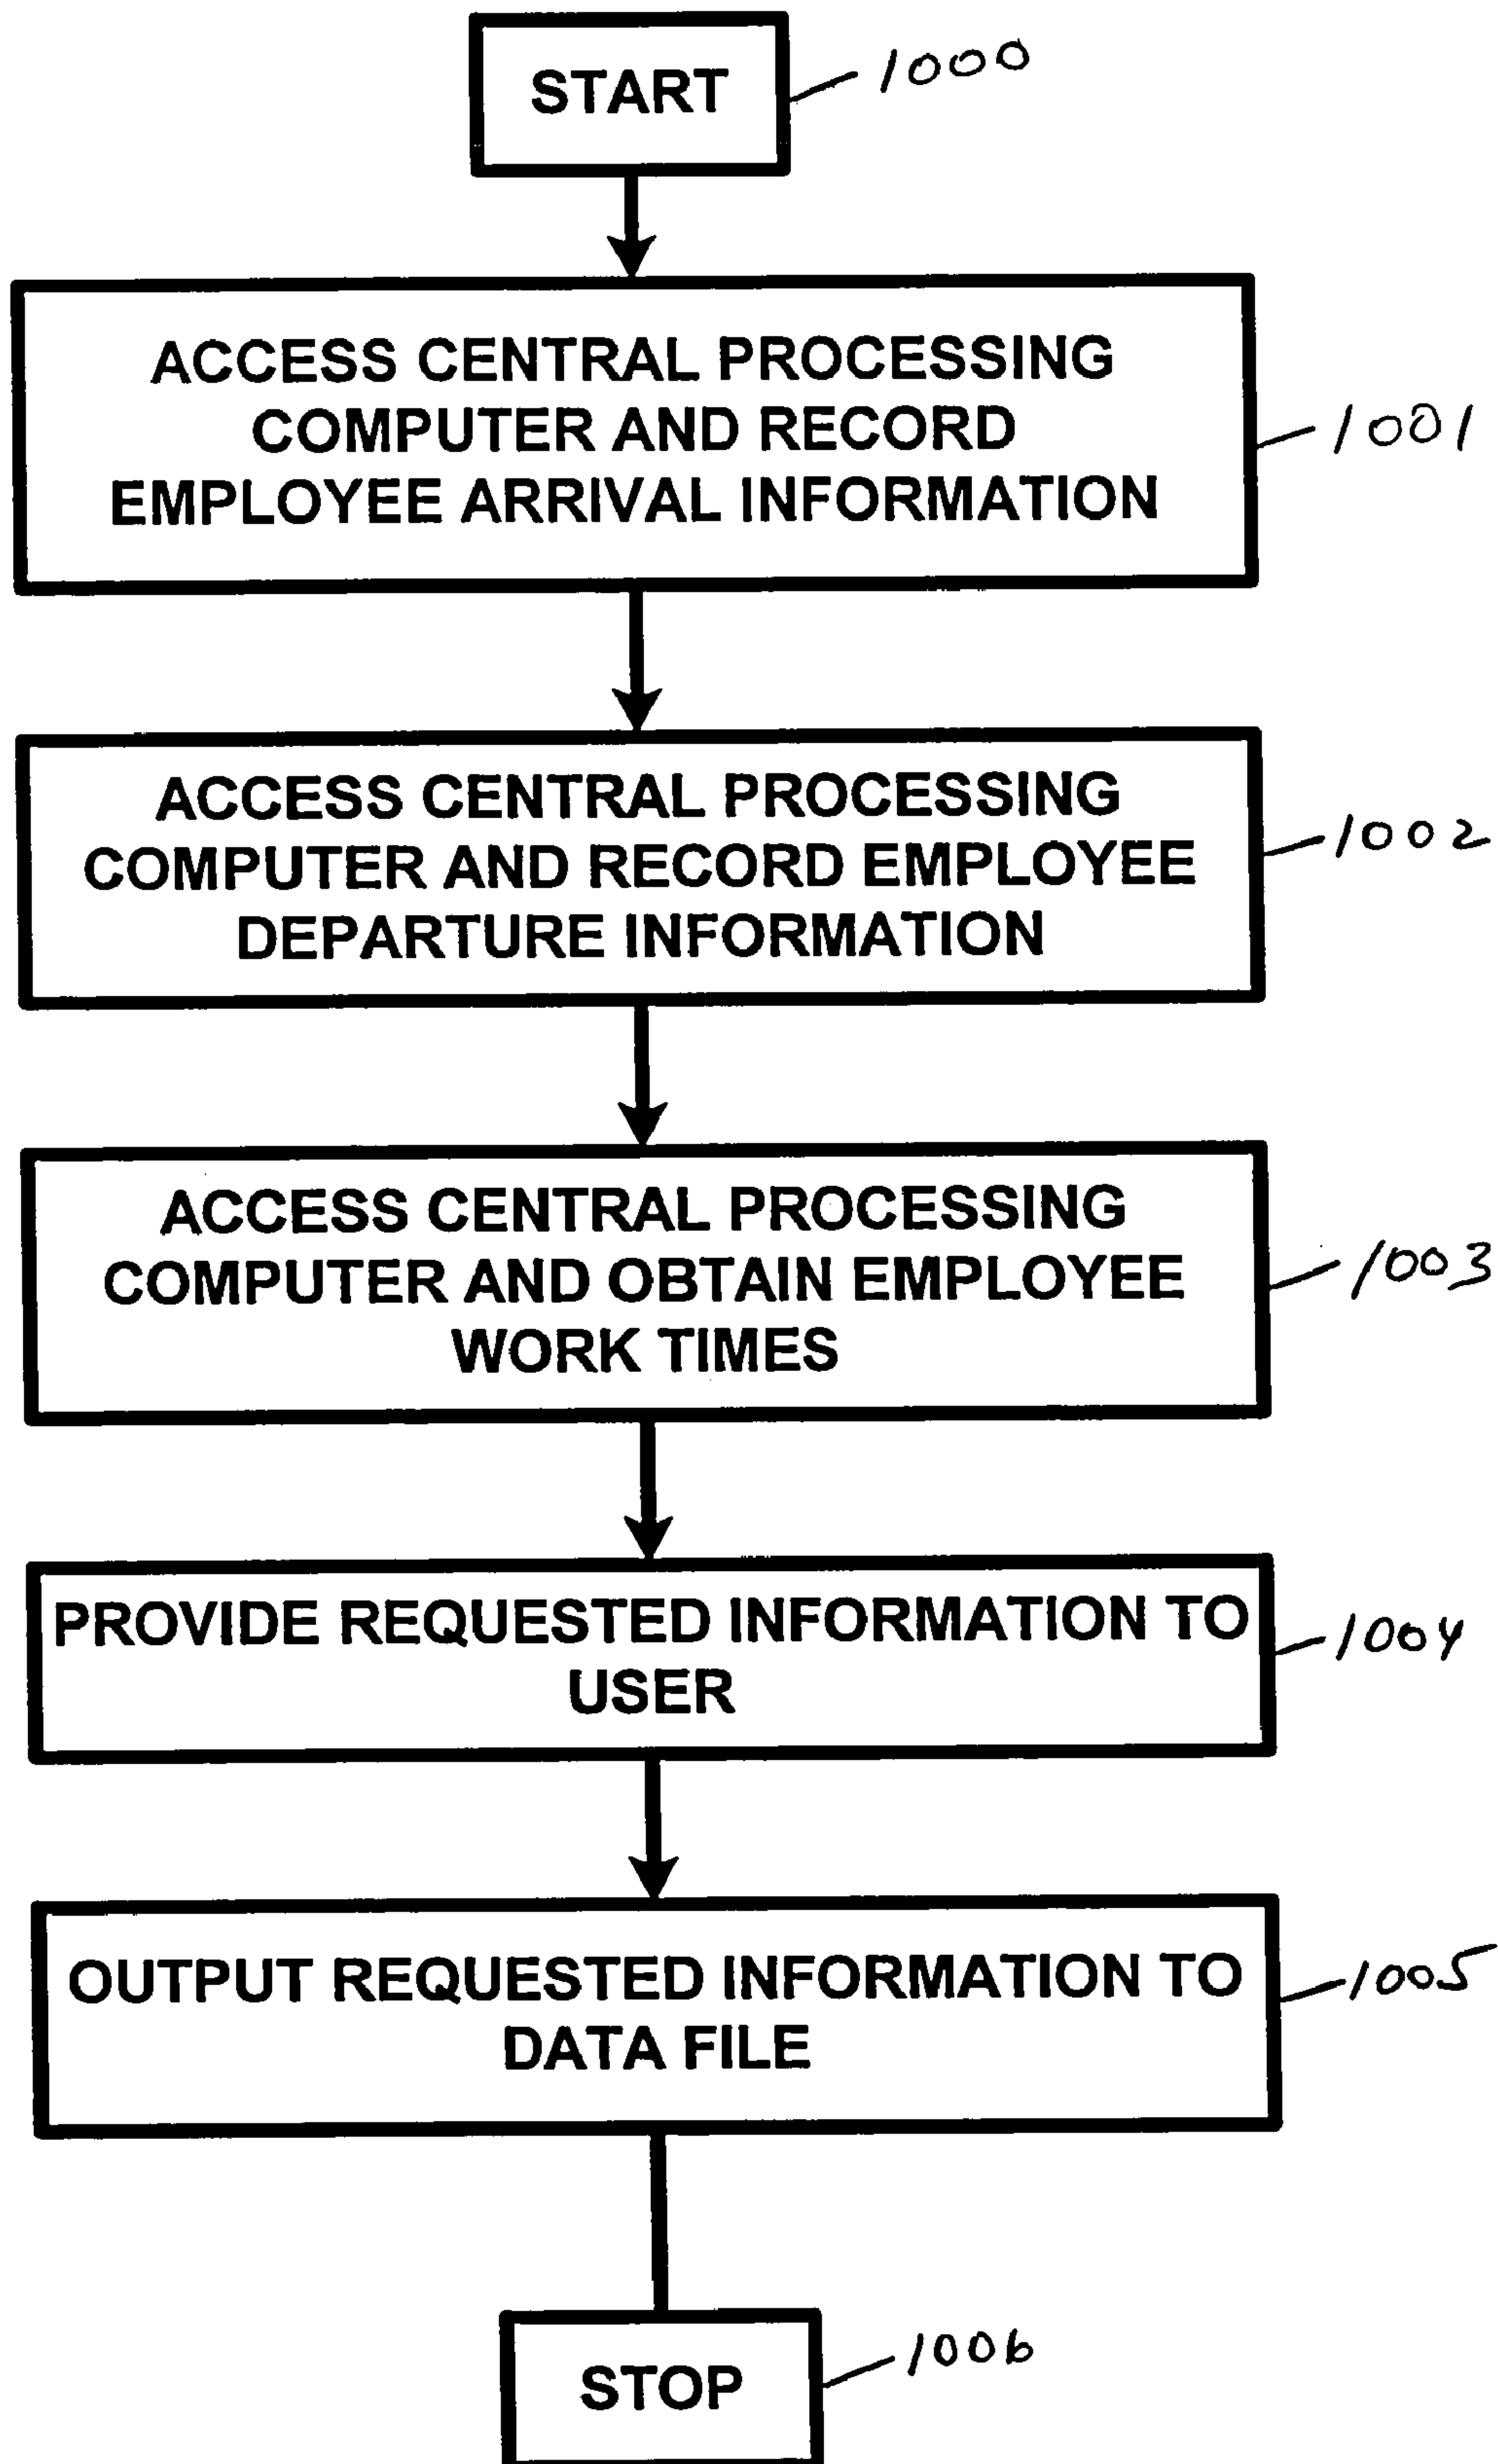 START
1000
ACCESS CENTRAL PROCESSING
COMPUTER AND RECORD
EMPLOYEE ARRIVAL INFORMATION
1001
ACCESS CENTRAL PROCESSING
COMPUTER AND RECORD EMPLOYEE
DEPARTURE INFORMATION
1002
ACCESS CENTRAL PROCESSING
COMPUTER AND OBTAIN EMPLOYEE
WORK TIMES
1003
PROVIDE REQUESTED INFORMATION TO
USER
1004
OUTPUT REQUESTED INFORMATION TO
DATA FILE
1005
STOP
1006